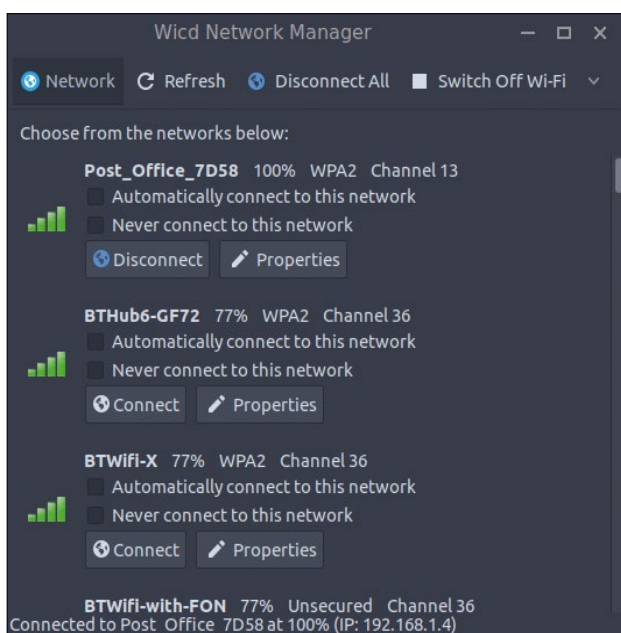 Wicd Network Manager
Network Refresh Disconnect All Switch Off Wi-Fi
Choose from the networks below:
Post_Office_7D58 100% WPA2 Channel 13
Automatically connect to this network
Never connect to this network
Disconnect Properties
BTHub6-GF72 77% WPA2 Channel 36
Automatically connect to this network
Never connect to this network
Connect Properties
BTWifi-X 77% WPA2 Channel 36
Automatically connect to this network
Never connect to this network
Connect Properties
BTWifi-with-FON 77% Unsecured Channel 36
Connected to Post_Office_7D58 at 100% (IP: 192.168.1.4)